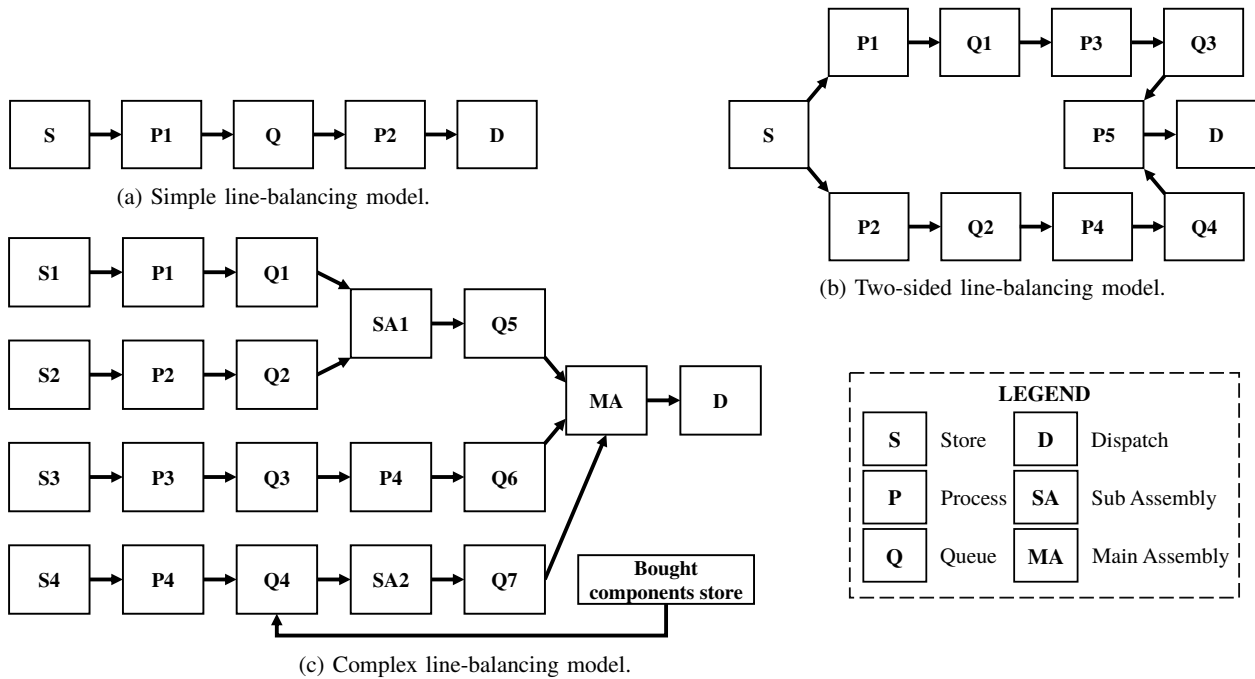 S P1 Q P2 D
(a) Simple line-balancing model.
P1 Q1 P3 Q3
S P5 D
P2 Q2 P4 Q4
(b) Two-sided line-balancing model.
S1 P1 Q1
SA1 Q5
S2 P2 Q2
MA D
S3 P3 Q3 P4 Q6
S4 P4 Q4 SA2 Q7
Bought
components store
(c) Complex line-balancing model.
LEGEND
S Store D Dispatch
P Process SA Sub Assembly
Q Queue MA Main Assembly